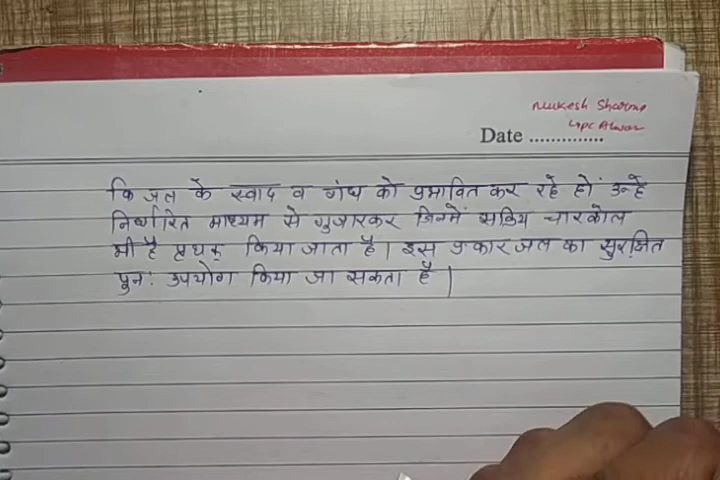 Mukesh Sharma
GPC Alwar
Date ..............
कि जल के स्वाद व गंध को प्रभावित कर रहे हों उन्हें
निर्धारित माध्यम से गुजारकर जिनमें सक्रिय चारकोल
भी है पृथक् किया जाता है। इस प्रकार जल का सुरक्षित
पुनः उपयोग किया जा सकता है।